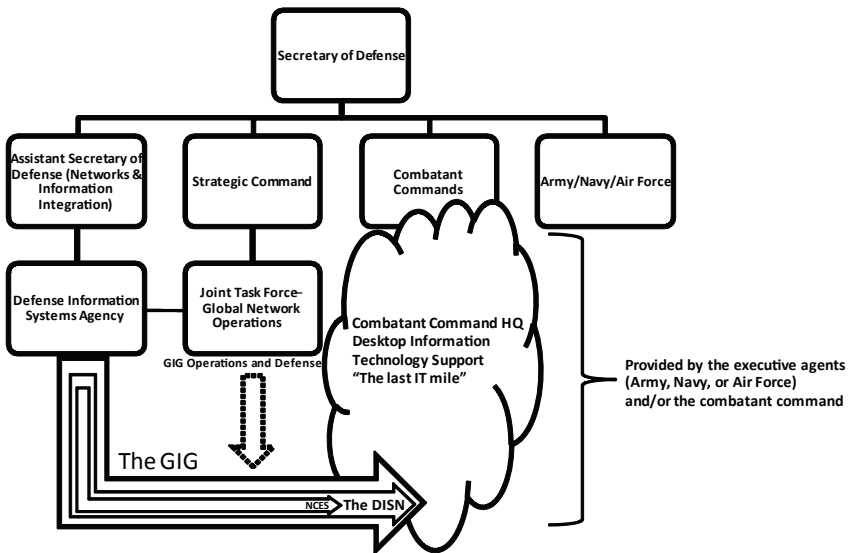 Secretary of Defense
Assistant Secretary of
Defense (Networks &
Information
Integration)
Strategic Command
Combatant
Commands
Army/Navy/Air Force
Defense Information
Systems Agency
Joint Task Force–
Global Network
Operations
GIG Operations and Defense
Combatant Command HQ
Desktop Information
Technology Support
“The last IT mile”
Provided by the executive agents
(Army, Navy, or Air Force)
and/or the combatant command
The GIG
NCES
The DISN